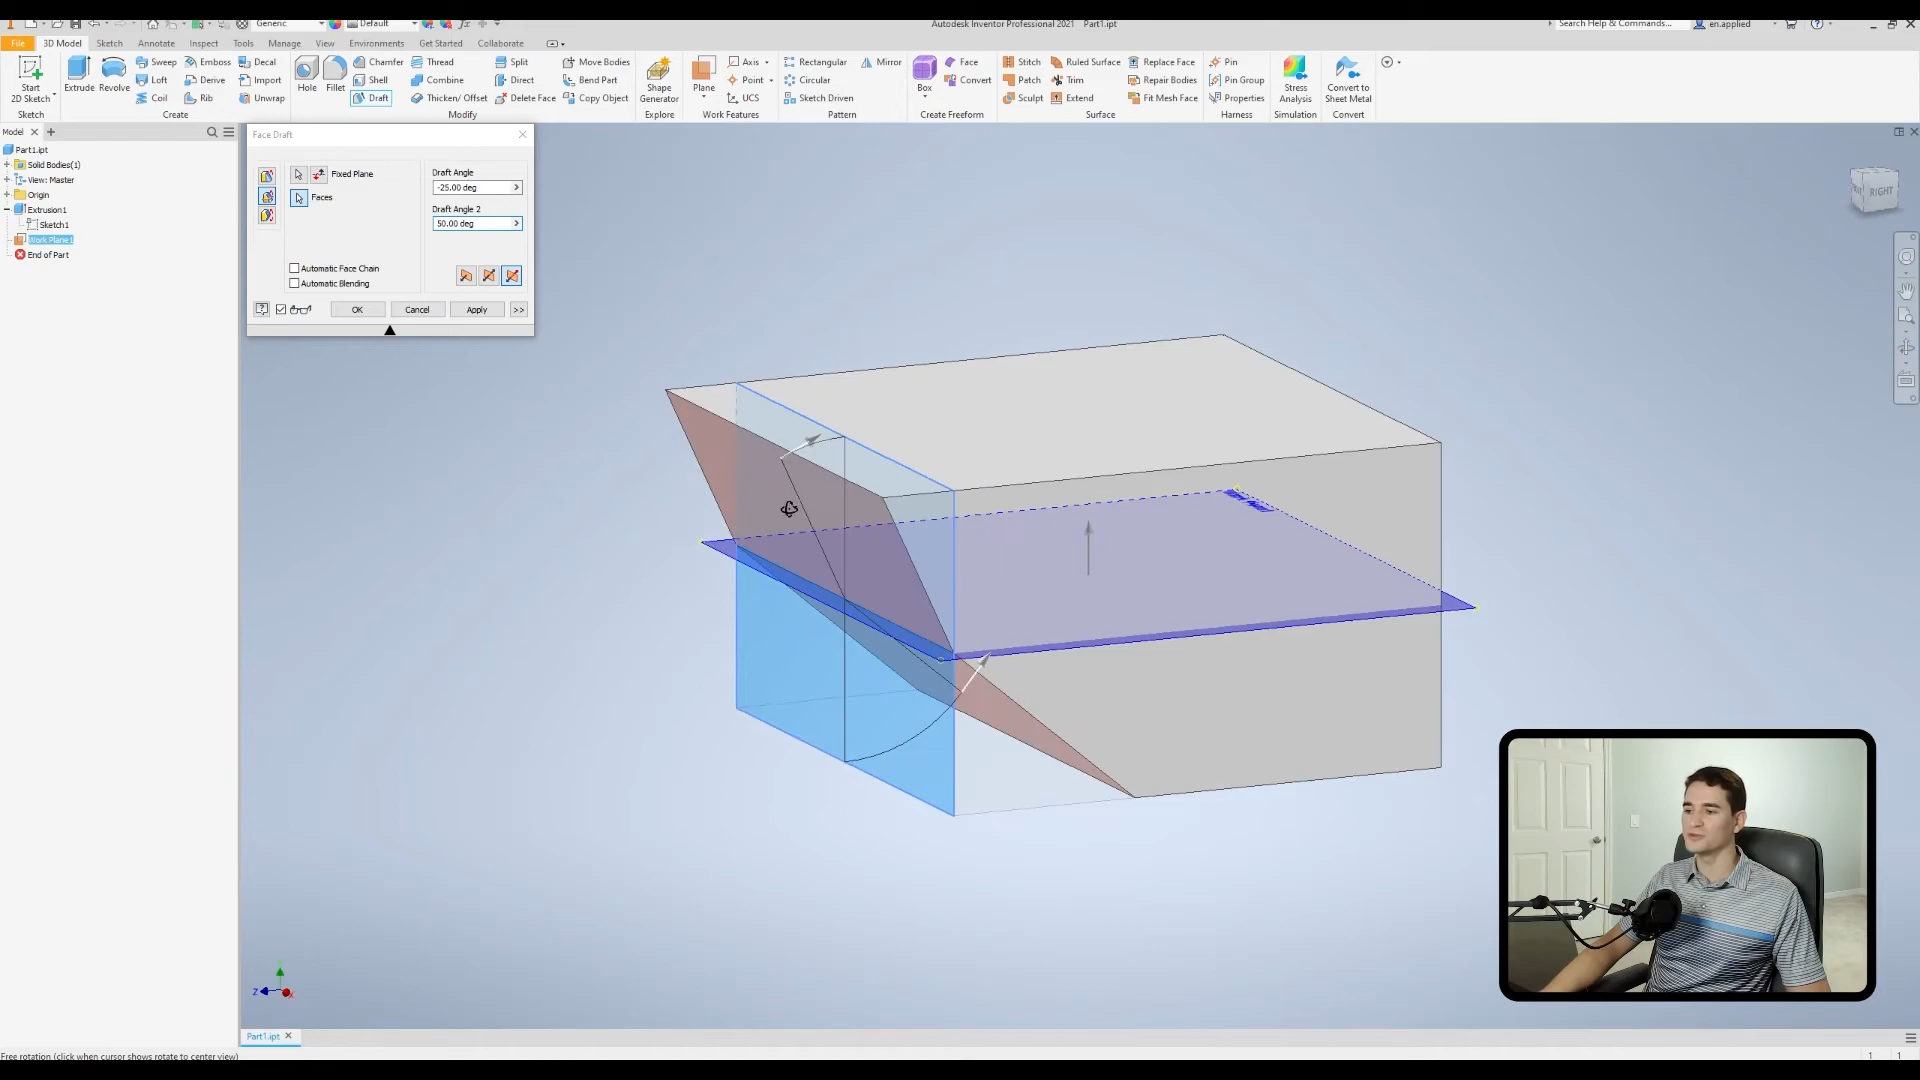 Generic
Default
Autodesk Inventor Professional 2021 Part1.ipt
Search Help & Commands...
en.applied
File
3D Model
Sketch
Annotate
Inspect
Tools
Manage
View
Environments
Get Started
Collaborate
Start
2D Sketch
Sketch
Extrude
Revolve
Sweep
Loft
Coil
Emboss
Derive
Rib
Decal
Import
Unwrap
Create
Hole
Fillet
Chamfer
Shell
Draft
Thread
Combine
Thicken/ Offset
Split
Direct
Delete Face
Move Bodies
Bend Part
Copy Object
Modify
Shape
Generator
Explore
Plane
Axis
Point
UCS
Work Features
Rectangular
Circular
Sketch Driven
Mirror
Pattern
Box
Face
Convert
Create Freeform
Stitch
Patch
Sculpt
Ruled Surface
Trim
Extend
Replace Face
Repair Bodies
Fit Mesh Face
Surface
Pin
Pin Group
Properties
Harness
Stress
Analysis
Simulation
Convert to
Sheet Metal
Convert
Model
Part1.ipt
Solid Bodies(1)
View: Master
Origin
Extrusion1
Sketch1
Work Plane1
End of Part
Face Draft
Fixed Plane
Faces
Draft Angle
-25.00 deg
Draft Angle 2
50.00 deg
Automatic Face Chain
Automatic Blending
OK
Cancel
Apply
>>
RIGHT
Z
Part1.ipt
Free rotation (click when cursor shows rotate to center view)
1
1